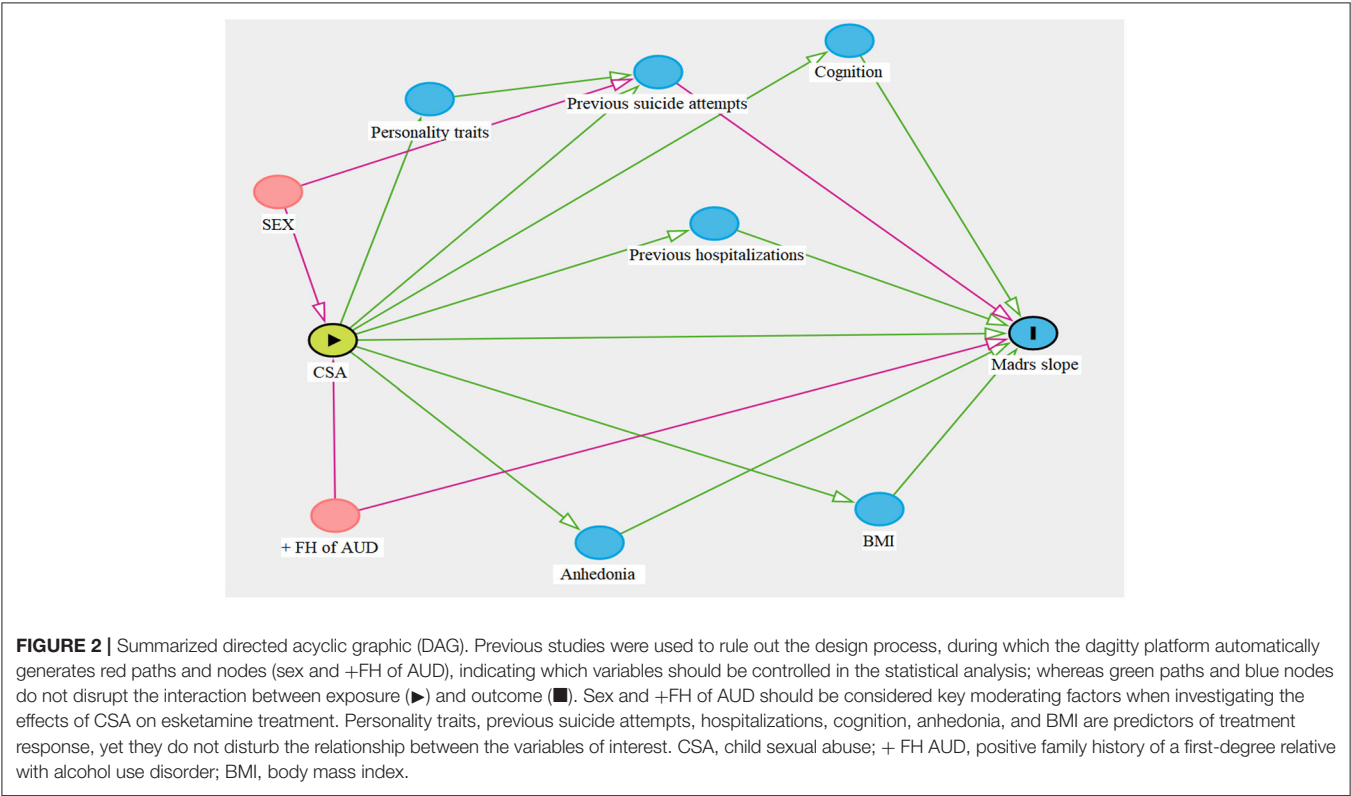 Cognition
Previous suicide attempts
Personality traits
SEX
Previous hospitalizations
CSA
Madrs slope
+ FH of AUD
BMI
Anhedonia
FIGURE 2 | Summarized directed acyclic graphic (DAG). Previous studies were used to rule out the design process, during which the dagitty platform automatically
generates red paths and nodes (sex and +FH of AUD), indicating which variables should be controlled in the statistical analysis; whereas green paths and blue nodes
do not disrupt the interaction between exposure (▶) and outcome (■). Sex and +FH of AUD should be considered key moderating factors when investigating the
effects of CSA on esketamine treatment. Personality traits, previous suicide attempts, hospitalizations, cognition, anhedonia, and BMI are predictors of treatment
response, yet they do not disturb the relationship between the variables of interest. CSA, child sexual abuse; + FH AUD, positive family history of a first-degree relative
with alcohol use disorder; BMI, body mass index.